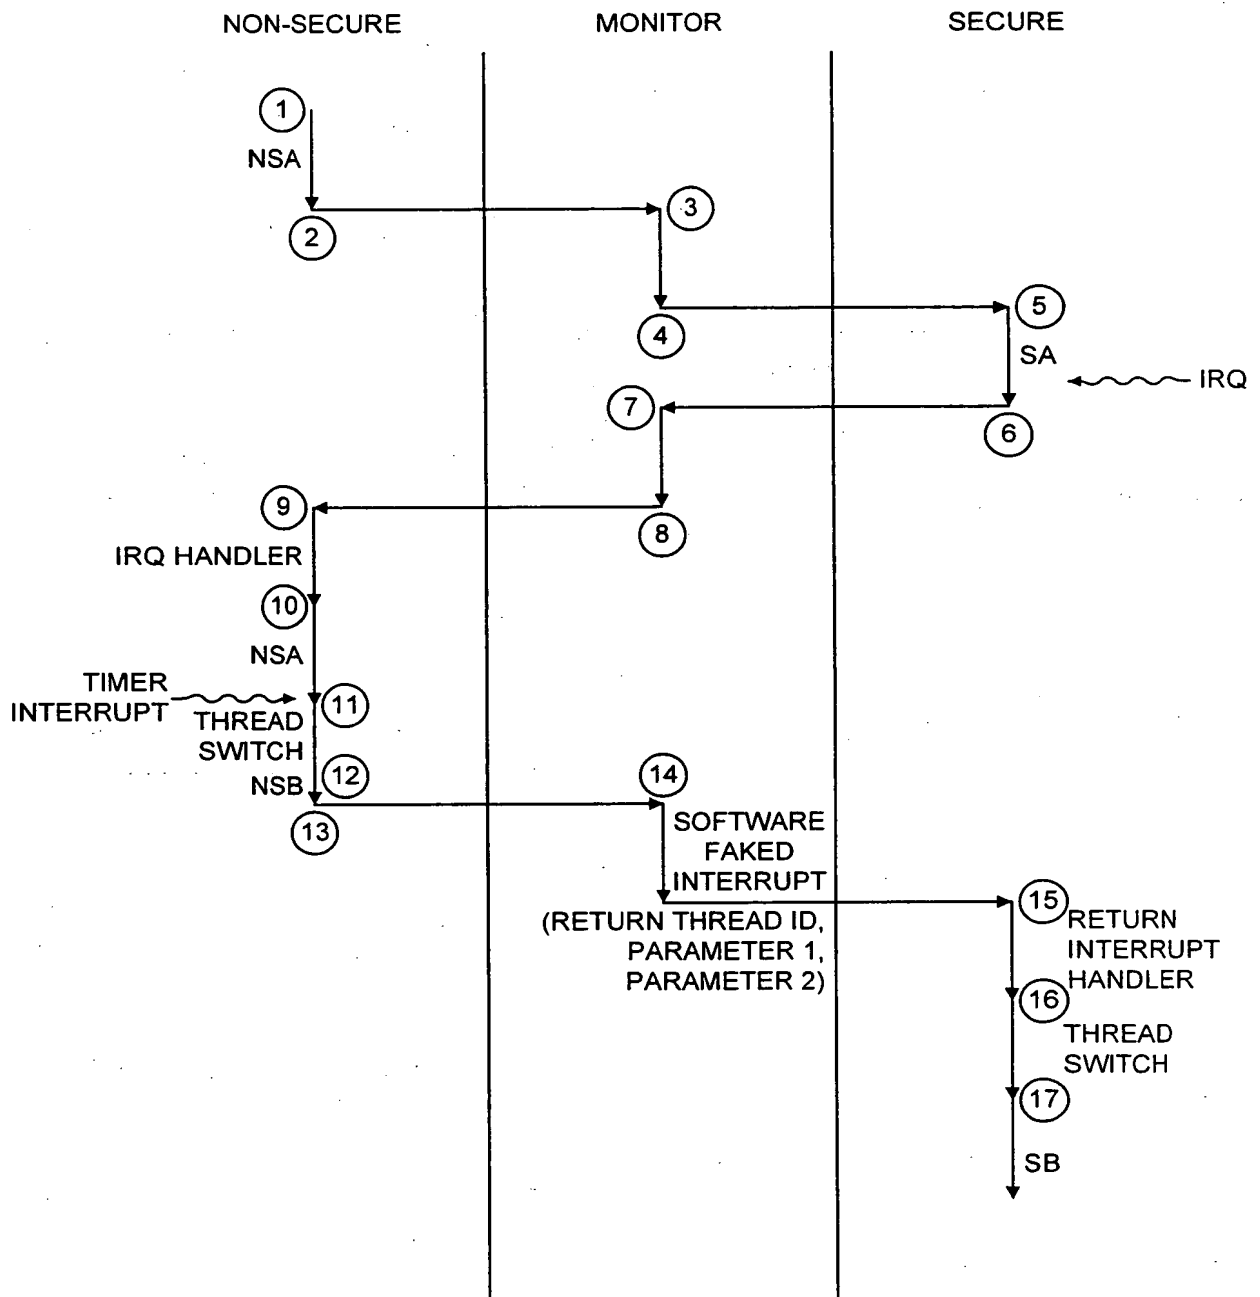 NON-SECURE
MONITOR
SECURE
1
NSA
2
3
4
5
SA
IRQ
6
7
8
9
IRQ HANDLER
10
NSA
TIMER
INTERRUPT
11
THREAD
SWITCH
12
NSB
13
14
SOFTWARE
FAKED
INTERRUPT
(RETURN THREAD ID,
PARAMETER 1,
PARAMETER 2)
15
RETURN
INTERRUPT
HANDLER
16
THREAD
SWITCH
17
SB